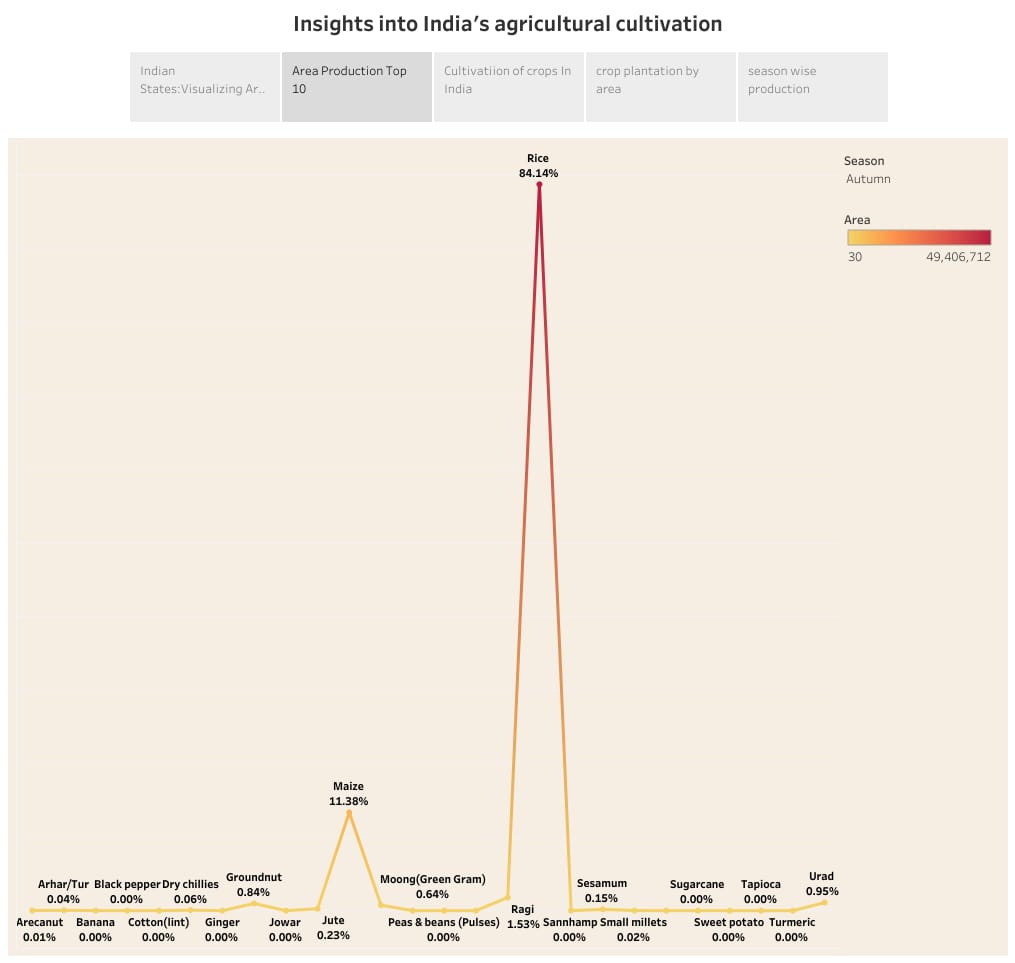 Insights into India's agricultural cultivation
Indian
States:Visualizing Ar..
Area Production Top
10
Cultivatiion of crops In
India
crop plantation by
area
season wise
production
Season
Autumn
Area
30
49,406,712
Rice
84.14%
Maize
11.38%
Arhar/Tur
0.04%
Black pepper
0.00%
Dry chillies
0.06%
Groundnut
0.84%
Moong(Green Gram)
0.64%
Sesamum
0.15%
Sugarcane
0.00%
Tapioca
0.00%
Urad
0.95%
Arecanut
0.01%
Banana
0.00%
Cotton(lint)
0.00%
Ginger
0.00%
Jowar
0.00%
Jute
0.23%
Peas & beans (Pulses)
0.00%
Ragi
1.53%
Sannhamp
0.00%
Small millets
0.02%
Sweet potato
0.00%
Turmeric
0.00%